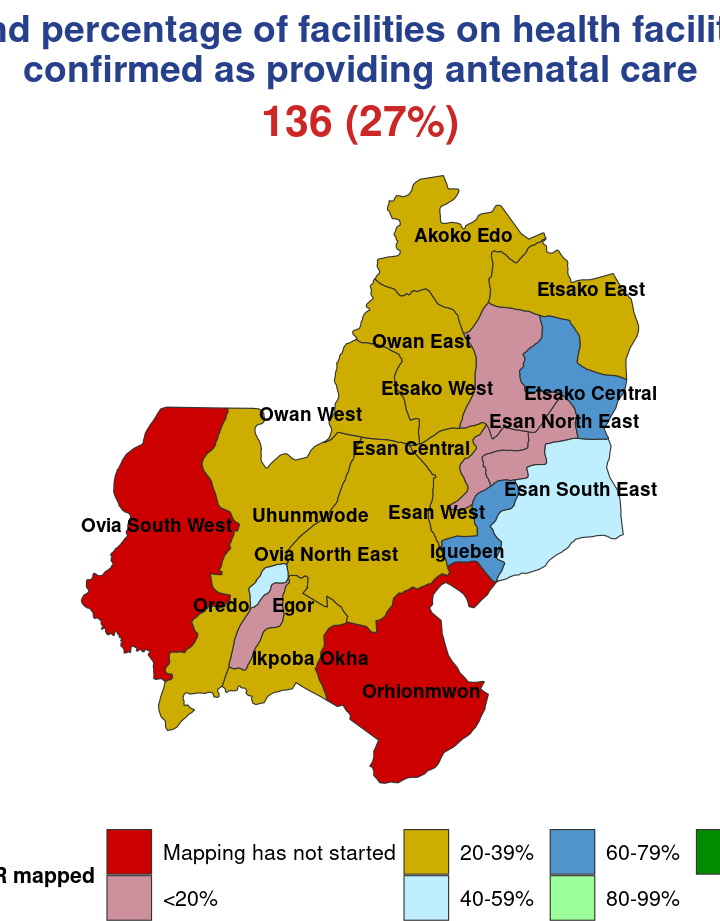 percentage of facilities on health
confirmed as providing antenatal care
136 (27%)
Akoko Edo
Etsako East
Owan East
Etsako West
Etsako Central
Owan West
Esan North East
Esan Central
Esan South East
Esan West
Uhunmwode
Ovia South West
Igueben
Ovia North East
Oredo
Egor
Ikpoba Okha
Orhionmwon
Mapping has not started
20-39%
60-79%
mapped
<20%
40-59%
80-99%